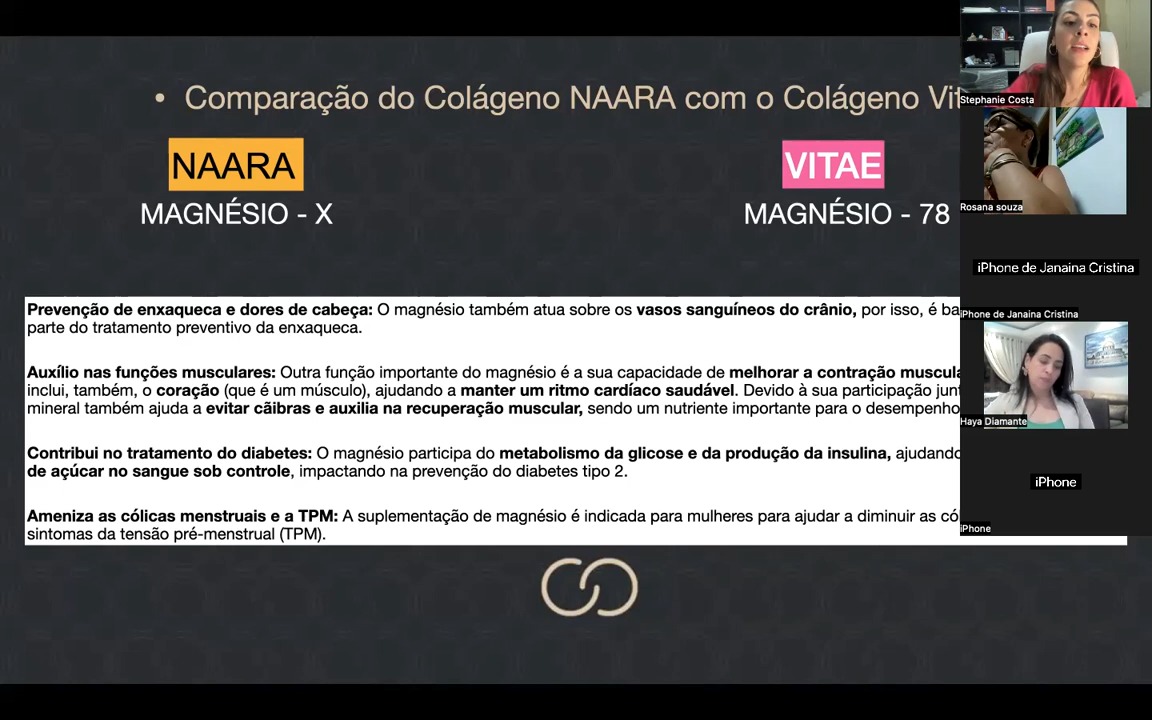 • Comparação do Colágeno NAARA com o Colágeno Vit
NAARA
VITAE
MAGNÉSIO - X
MAGNÉSIO - 78
Prevenção de enxaqueca e dores de cabeça: O magnésio também atua sobre os vasos sanguíneos do crânio, por isso, é ba
parte do tratamento preventivo da enxaqueca.
Auxílio nas funções musculares: Outra função importante do magnésio é a sua capacidade de melhorar a contração muscula
inclui, também, o coração (que é um músculo), ajudando a manter um ritmo cardíaco saudável. Devido à sua participação jun
mineral também ajuda a evitar cãibras e auxilia na recuperação muscular, sendo um nutriente importante para o desempenho
Contribui no tratamento do diabetes: O magnésio participa do metabolismo da glicose e da produção da insulina, ajudando
de açúcar no sangue sob controle, impactando na prevenção do diabetes tipo 2.
Ameniza as cólicas menstruais e a TPM: A suplementação de magnésio é indicada para mulheres para ajudar a diminuir as có
sintomas da tensão pré-menstrual (TPM).
Stephanie Costa
Rosana souza
iPhone de Janaina Cristina
iPhone de Janaina Cristina
Haya Diamante
iPhone
iPhone